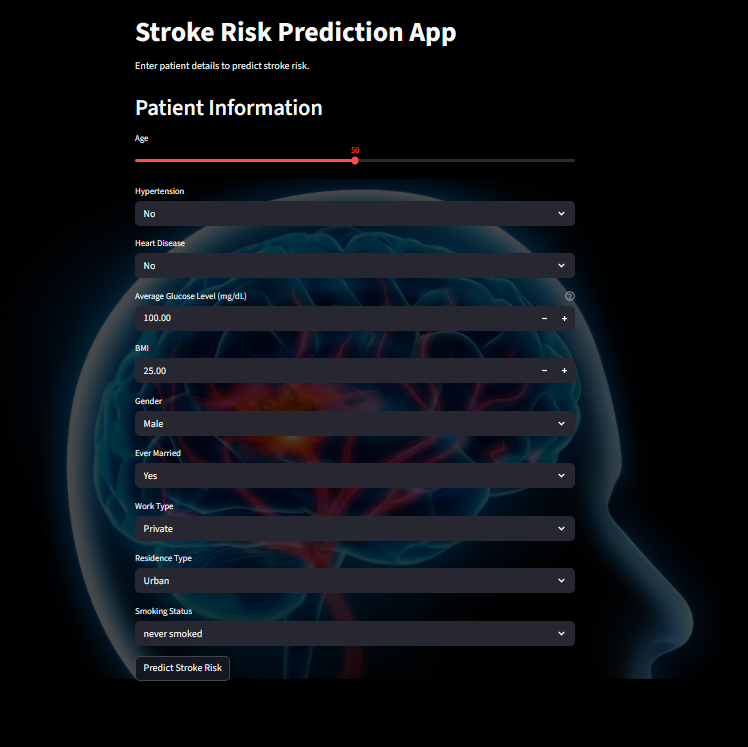 Stroke Risk Prediction App
Enter patient details to predict stroke risk.
Patient Information
Age
50
Hypertension
No
Heart Disease
No
Average Glucose Level (mg/dL)
100.00
BMI
25.00
Gender
Male
Ever Married
Yes
Work Type
Private
Residence Type
Urban
Smoking Status
never smoked
Predict Stroke Risk